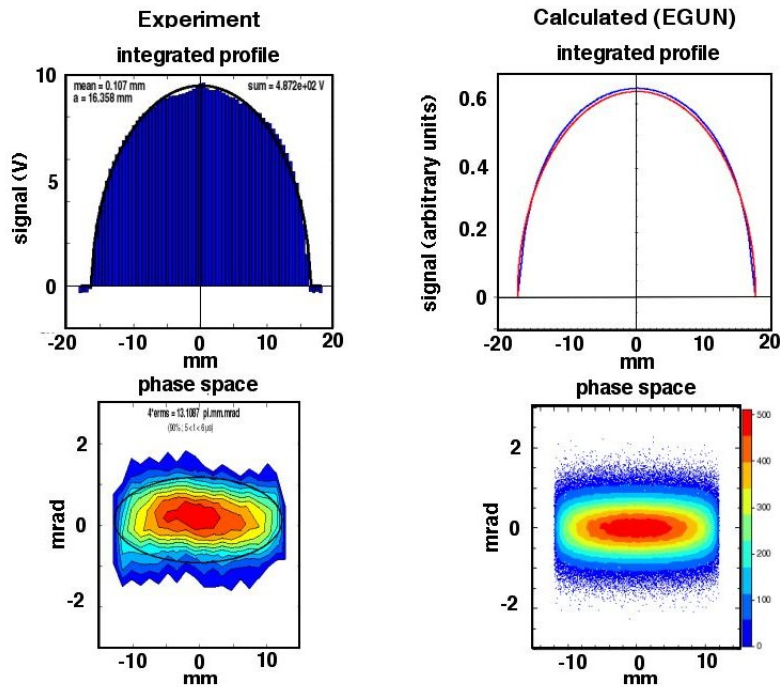 Experiment
integrated profile
mean = 0.107 mm
a = 16.358 mm
sum = 4.872e+02 V
10
5
0
signal (V)
-20 -10 0 10 20
mm
Calculated (EGUN)
integrated profile
0.6
0.4
0.2
0
signal (arbitrary units)
-20 -10 0 10 20
mm
phase space
4*erms = 13.1087 pi.mm.mrad
(90% ; 5 < t < 6 µs)
2
0
-2
mrad
-10 0 10
mm
phase space
2
0
-2
mrad
-10 0 10
mm
500
400
300
200
100
0